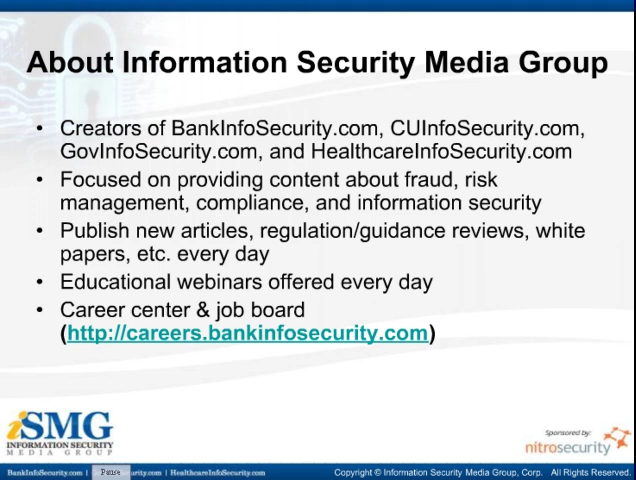 About Information Security Media Group
• Creators of BankInfoSecurity.com, CUInfoSecurity.com,
GovInfoSecurity.com, and HealthcareInfoSecurity.com
• Focused on providing content about fraud, risk
management, compliance, and information security
• Publish new articles, regulation/guidance reviews, white
papers, etc. every day
• Educational webinars offered every day
• Career center & job board
(http://careers.bankinfosecurity.com)
iSMG
INFORMATION SECURITY
MEDIA GROUP
Sponsored by:
nitrosecurity
BankInfoSecurity.com | Pause urity.com | HealthcareInfoSecurity.com
Copyright © Information Security Media Group, Corp. All Rights Reserved.